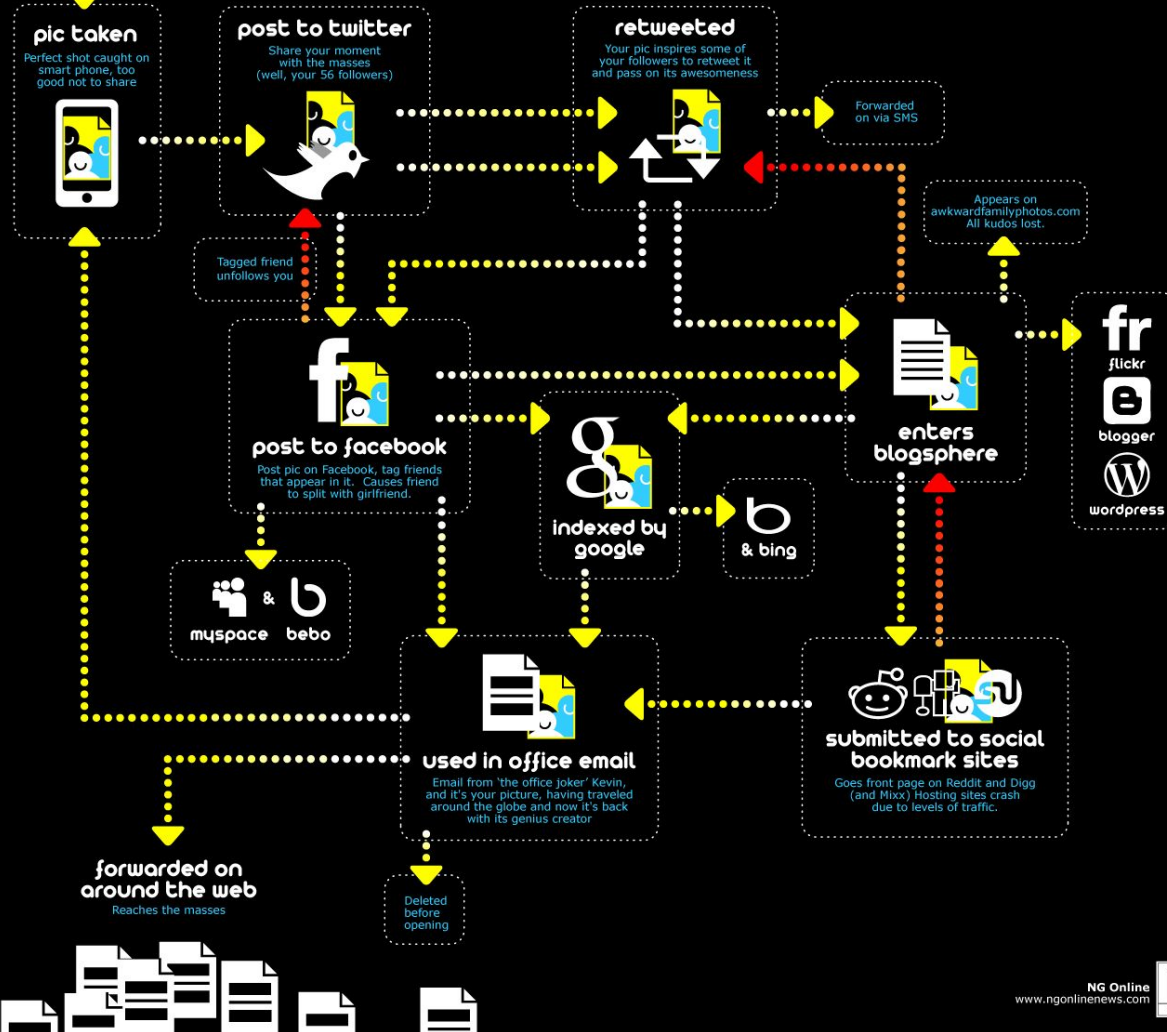 pic taken
Perfect shot caught on
smart phone, too
good not to share
post to twitter
Share your moment
with the masses
(well, your 56 followers)
retweeted
Your pic inspires some of
your followers to retweet it
and pass on its awesomeness
Forwarded
on via SMS
Appears on
awkwardfamilyphotos.com
All kudos lost.
Tagged friend
unfollows you
f
post to facebook
Post pic on Facebook, tag friends
that appear in it. Causes friend
to split with girlfriend.
g
indexed by
google
b
& bing
enters
blogsphere
fr
flickr
B
blogger
W
wordpress
& b
myspace bebo
used in office email
Email from 'the office joker' Kevin,
and it's your picture, having traveled
around the globe and now it's back
with its genius creator
submitted to social
bookmark sites
Goes front page on Reddit and Digg
(and Mixx) Hosting sites crash
due to levels of traffic.
forwarded on
around the web
Reaches the masses
Deleted
before
opening
NG Online
www.ngonlinenews.com